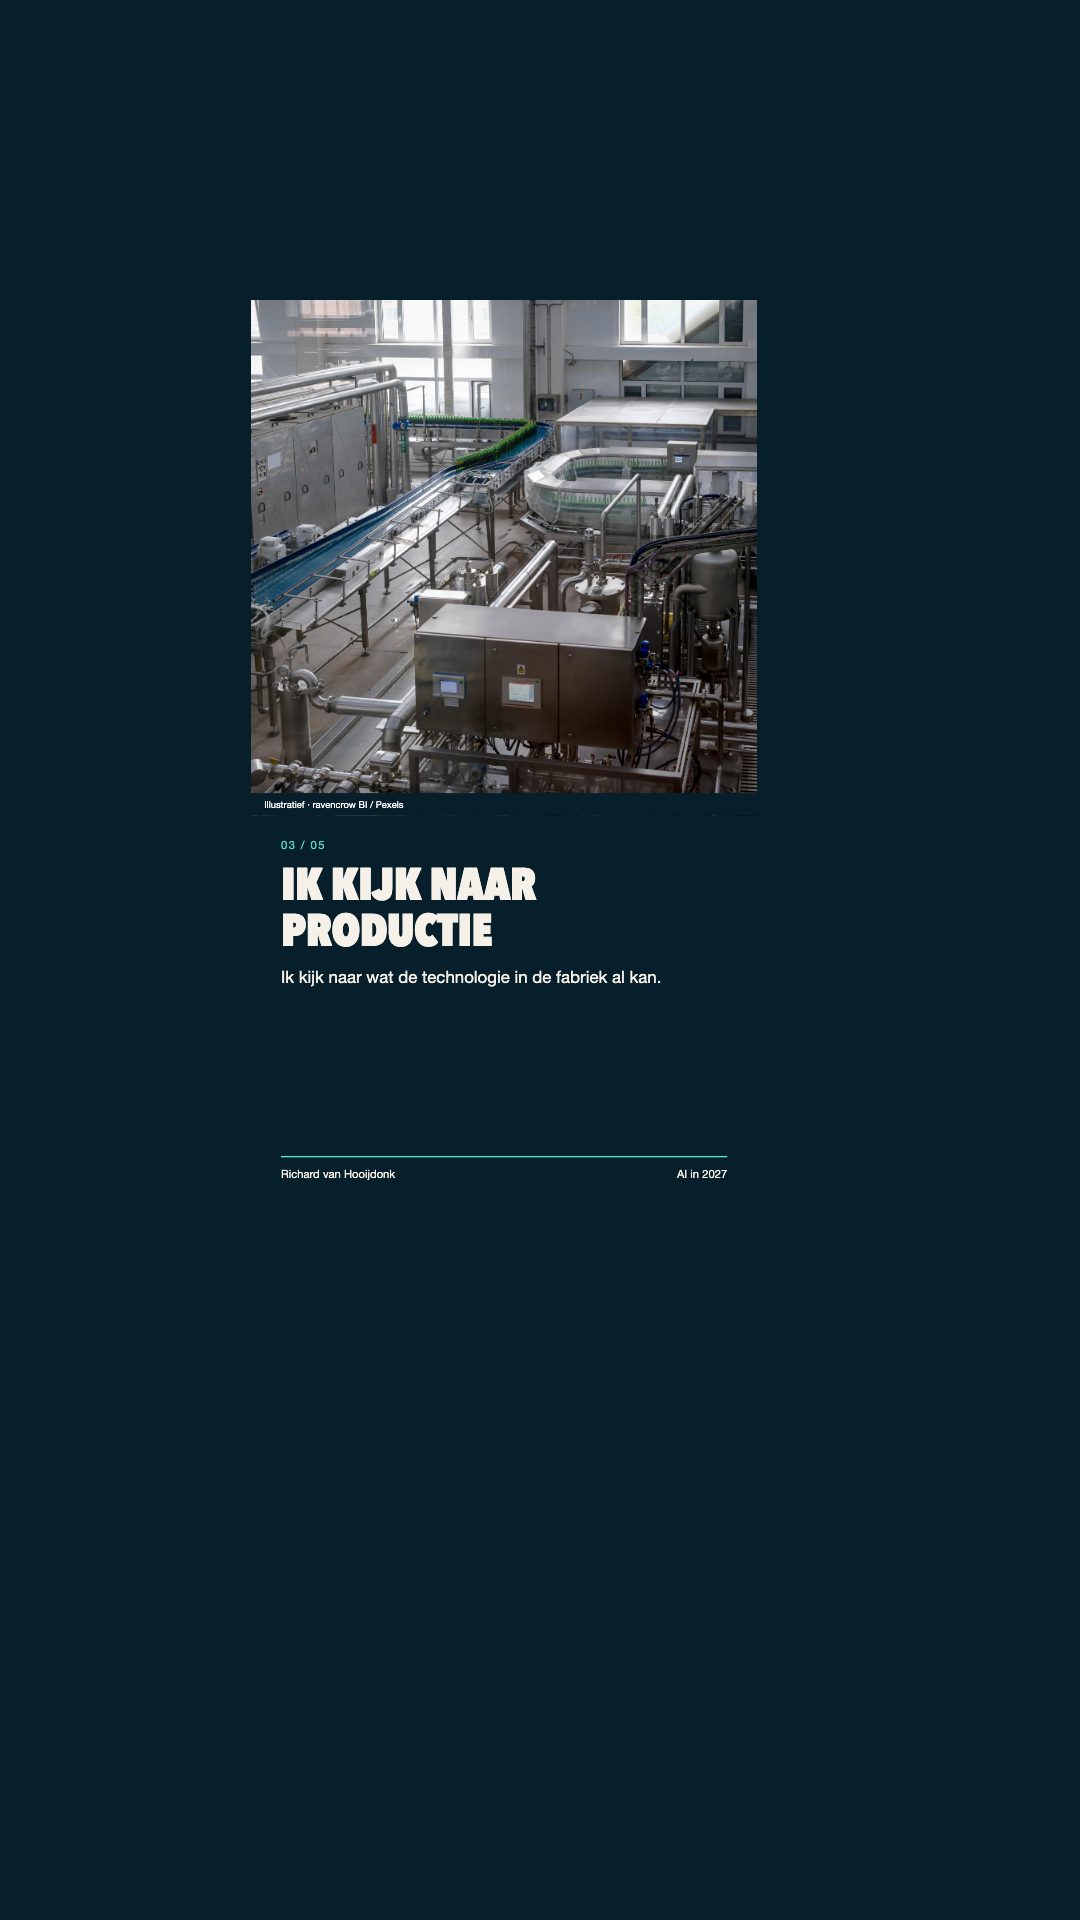 Illustratief · ravencrow BI / Pexels
03 / 05
IK KIJK NAAR
PRODUCTIE
Ik kijk naar wat de technologie in de fabriek al kan.
Richard van Hooijdonk
AI in 2027